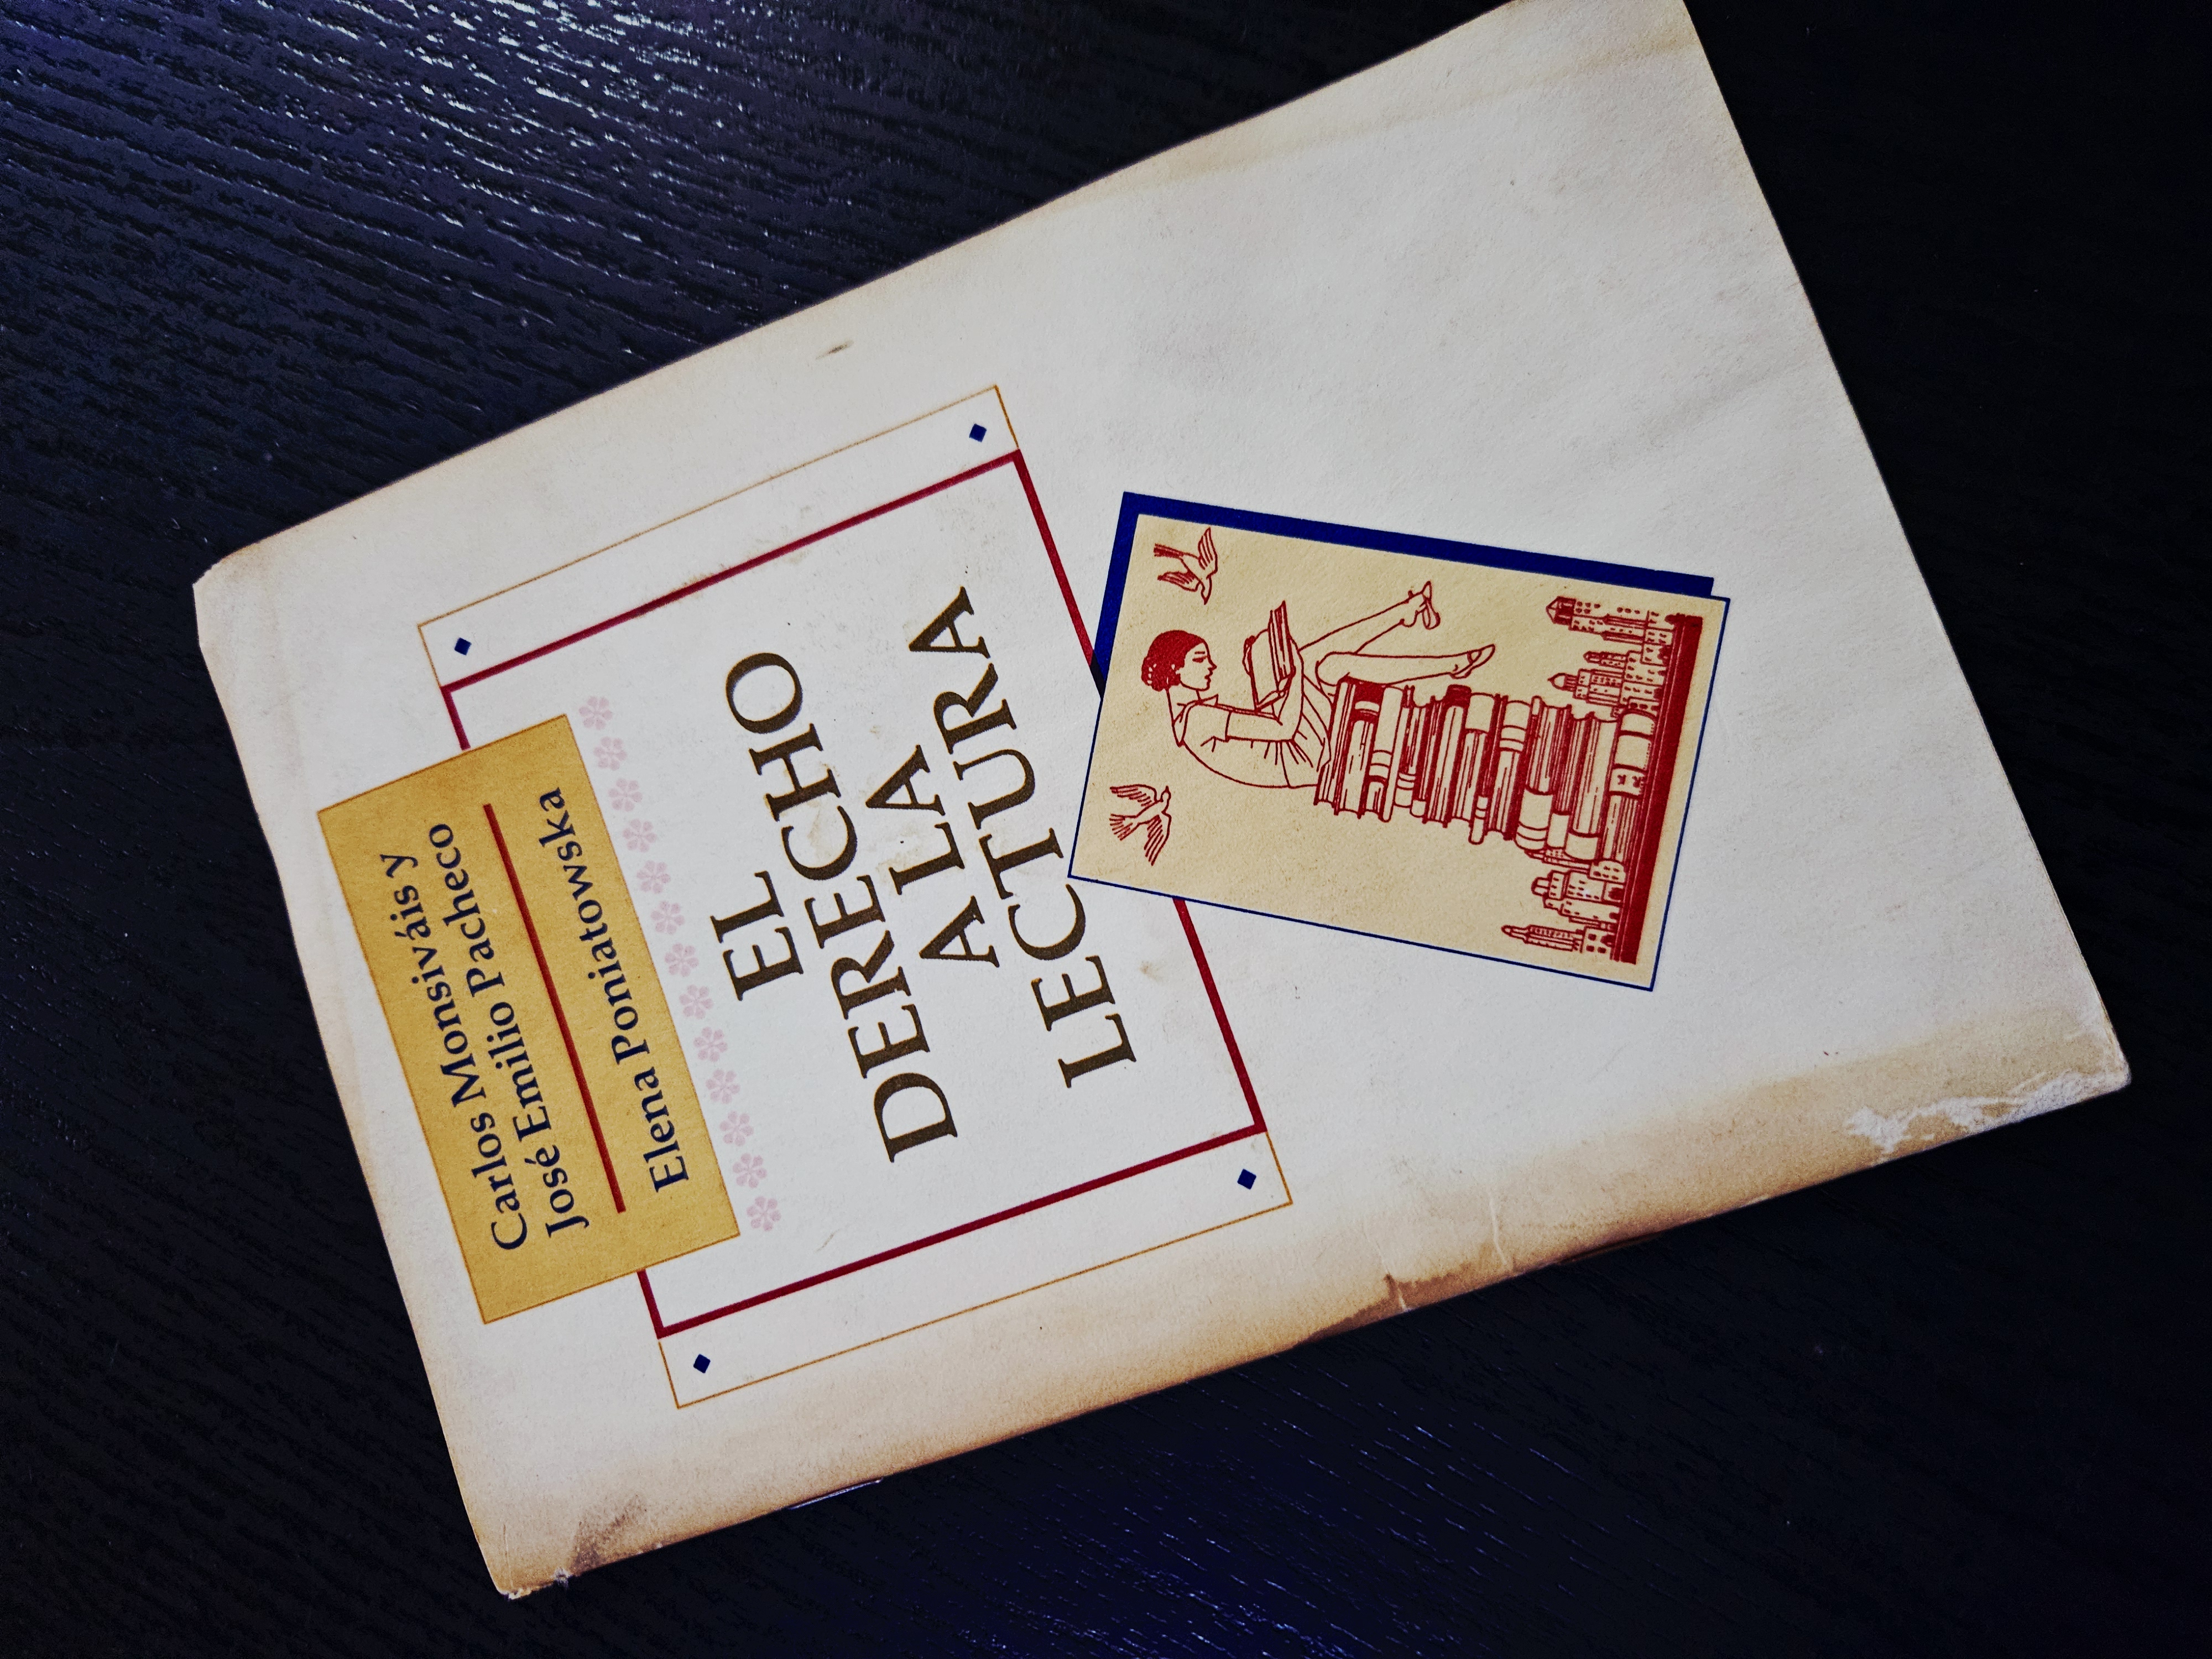 Carlos Monsiváis y
José Emilio Pacheco
Elena Poniatowska
EL
DERECHO
A LA
LECTURA